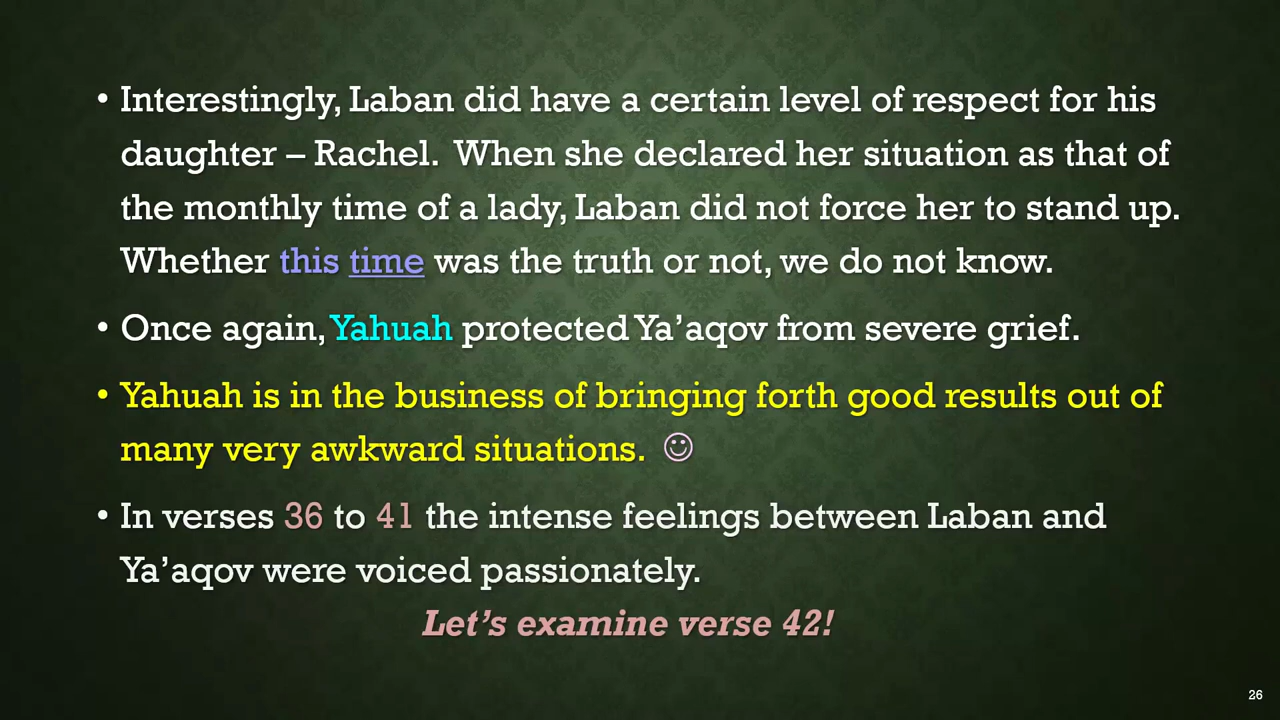 • Interestingly, Laban did have a certain level of respect for his
daughter – Rachel.  When she declared her situation as that of
the monthly time of a lady, Laban did not force her to stand up.
Whether this time was the truth or not, we do not know.
• Once again, Yahuah protected Ya’aqov from severe grief.
• Yahuah is in the business of bringing forth good results out of
many very awkward situations. ☺
• In verses 36 to 41 the intense feelings between Laban and
Ya’aqov were voiced passionately.
Let’s examine verse 42!
26